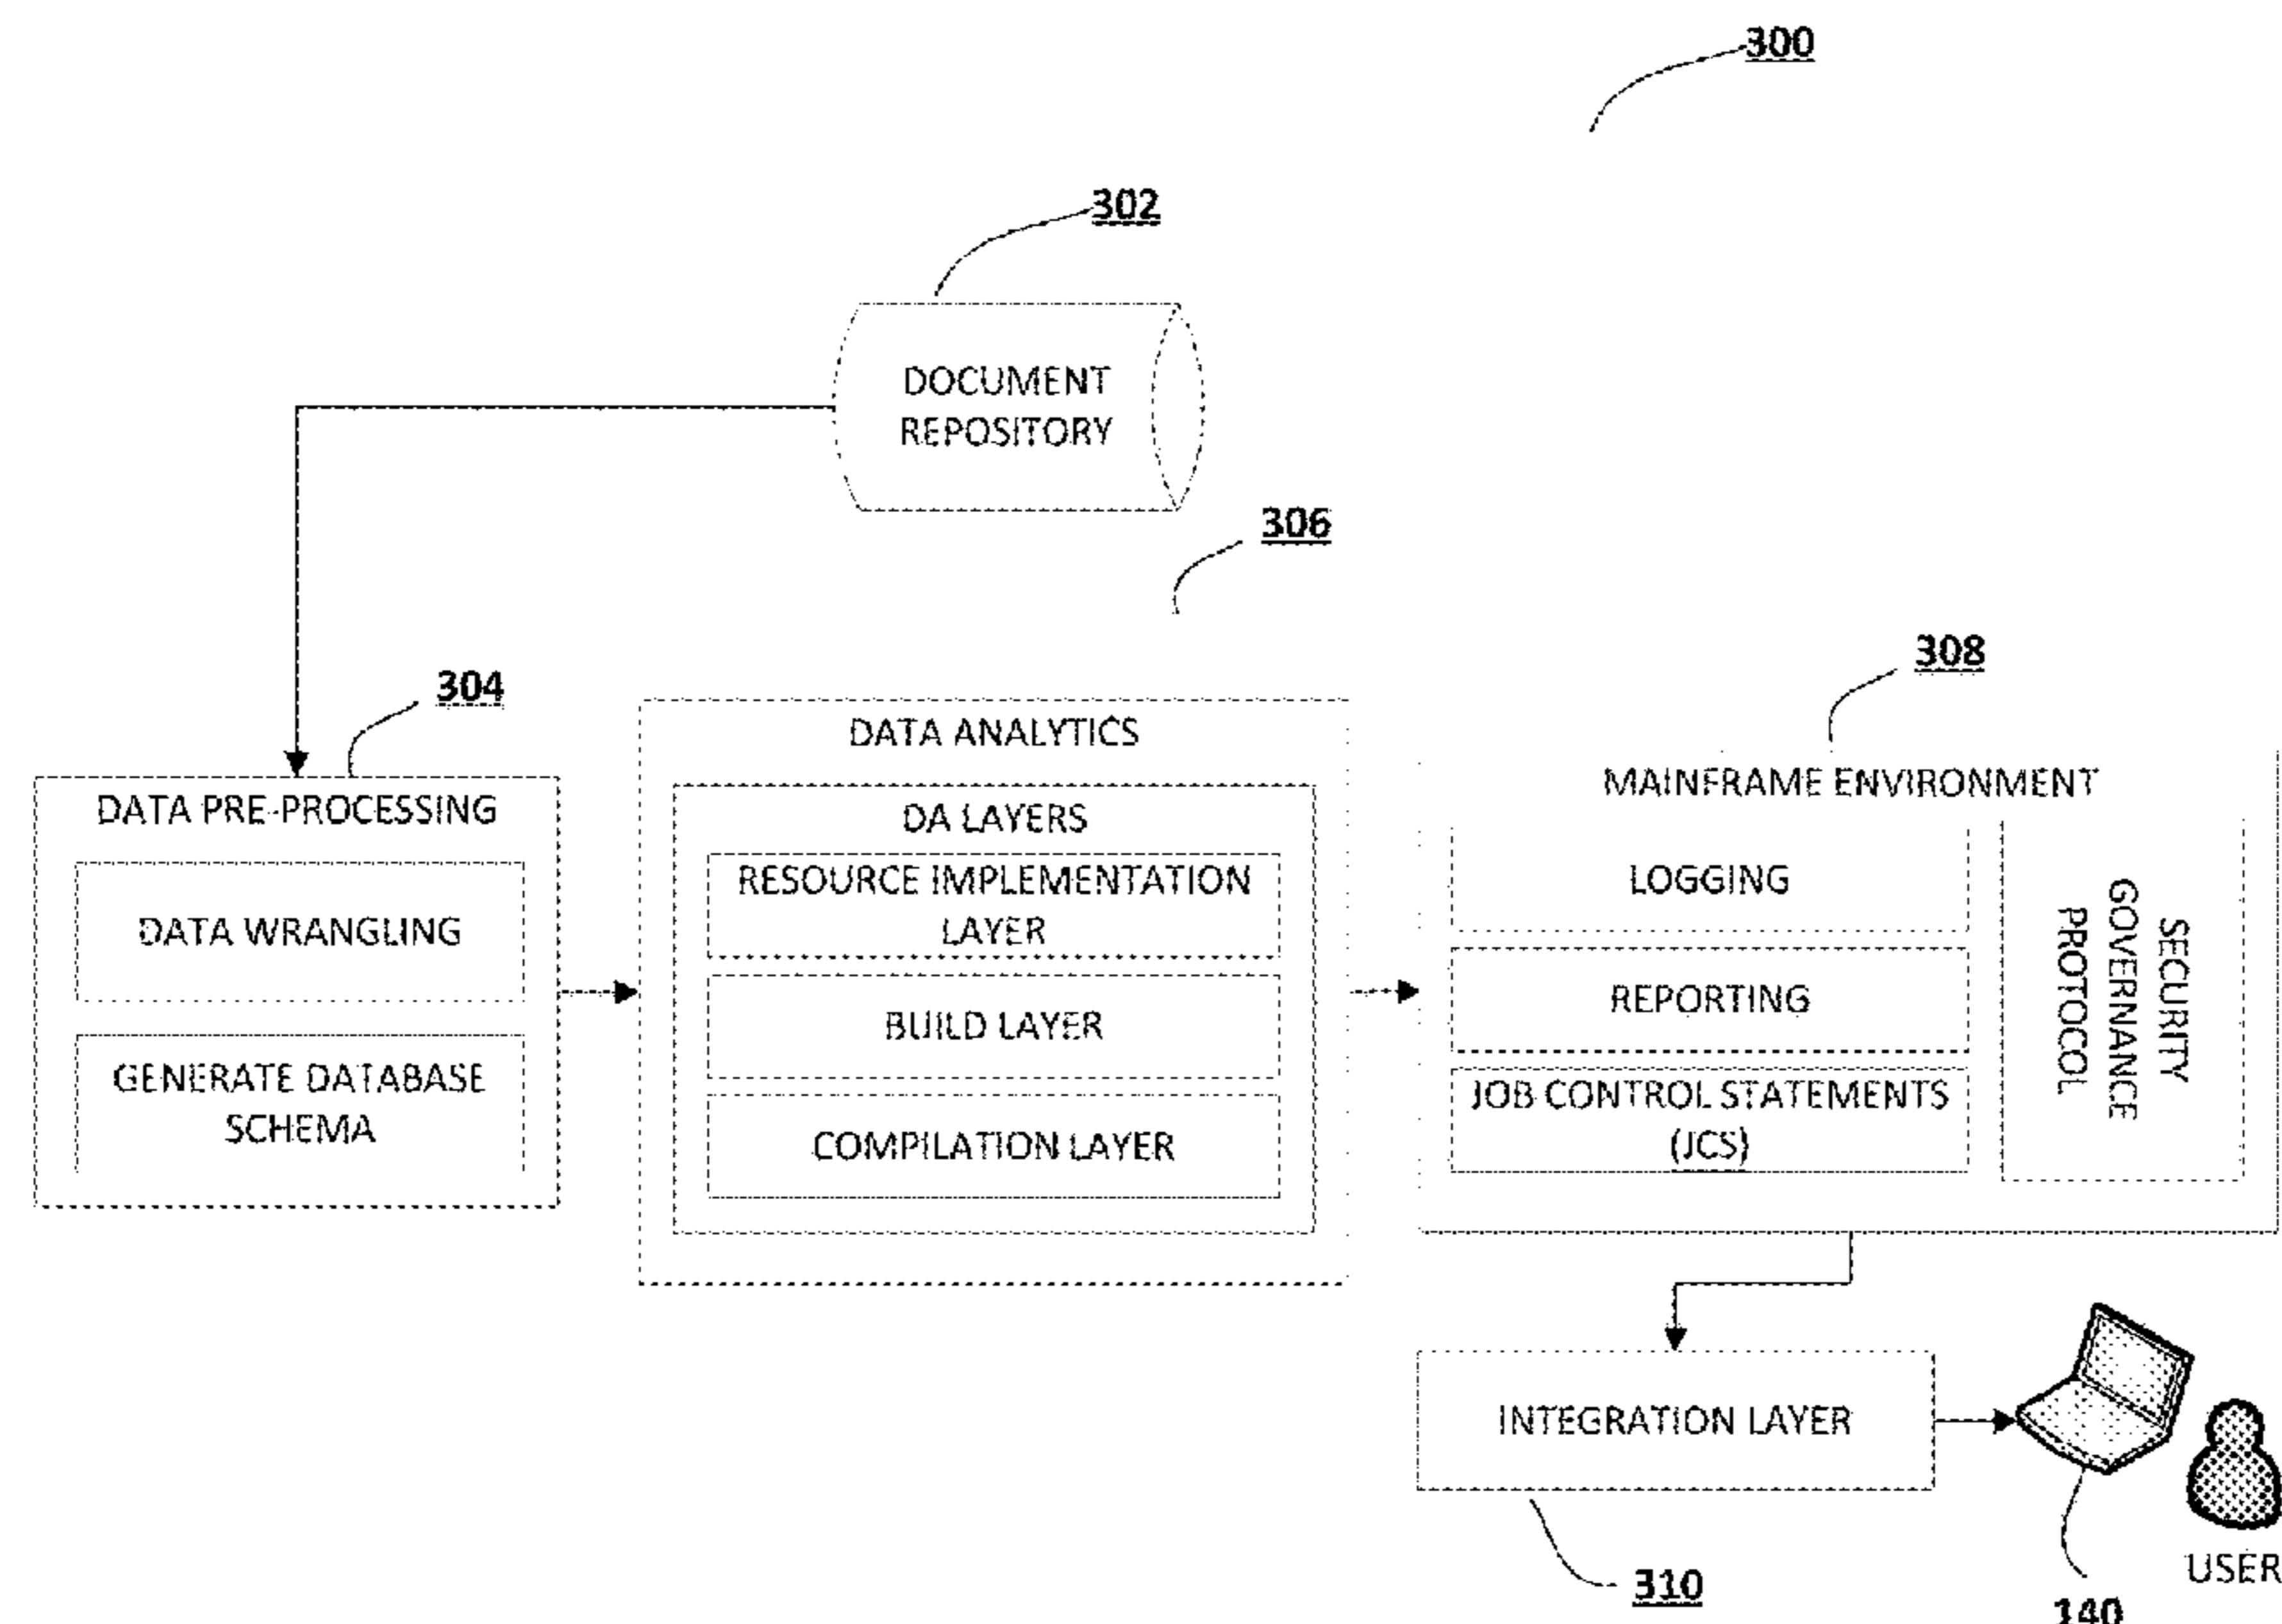 300
302
DOCUMENT
REPOSITORY
306
308
304
DATA PRE-PROCESSING
DATA WRANGLING
GENERATE DATABASE
SCHEMA
DATA ANALYTICS
DA LAYERS
RESOURCE IMPLEMENTATION
LAYER
BUILD LAYER
COMPILATION LAYER
MAINFRAME ENVIRONMENT
LOGGING
REPORTING
JOB CONTROL STATEMENTS
(JCS)
SECURITY
GOVERNANCE
PROTOCOL
INTEGRATION LAYER
310
140
USER